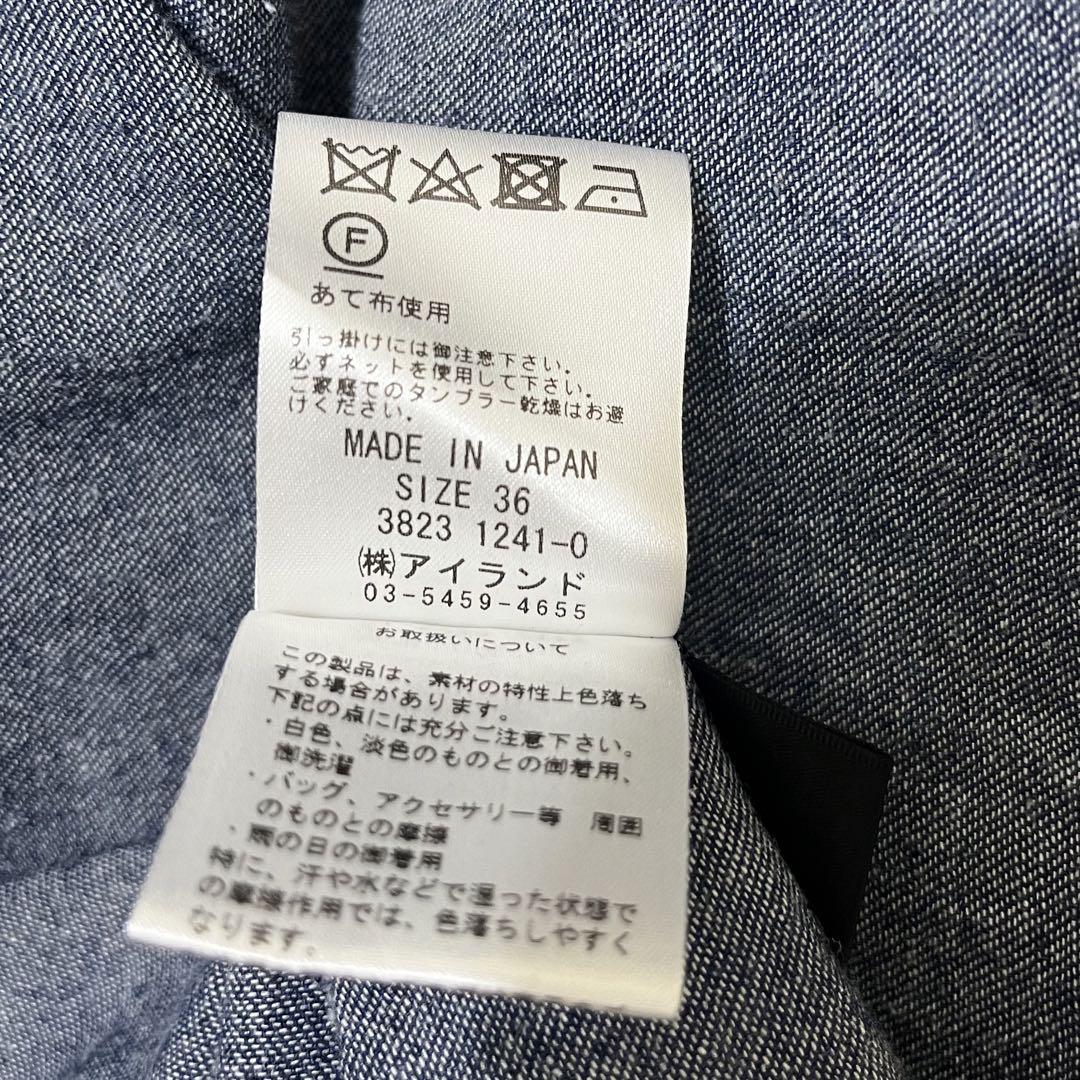 F
あて布使用
引っ掛けには御注意下さい．
必ずネットを使用して下さい．
ご家庭でのタンブラー乾燥はお避
けください．
MADE IN JAPAN
SIZE 36
3823 1241-0
㈱アイランド
03-5459-4655
お取扱いについて
この製品は、素材の特性上色落ち
する場合があります。
下記の点には充分ご注意下さい。
・白色、淡色のものとの御着用、
御洗濯
・バッグ、アクセサリー等 周囲
のものとの摩擦
・雨の日の御着用
特に、汗や水などで湿った状態で
の摩擦作用では、色落ちしやすく
なります。